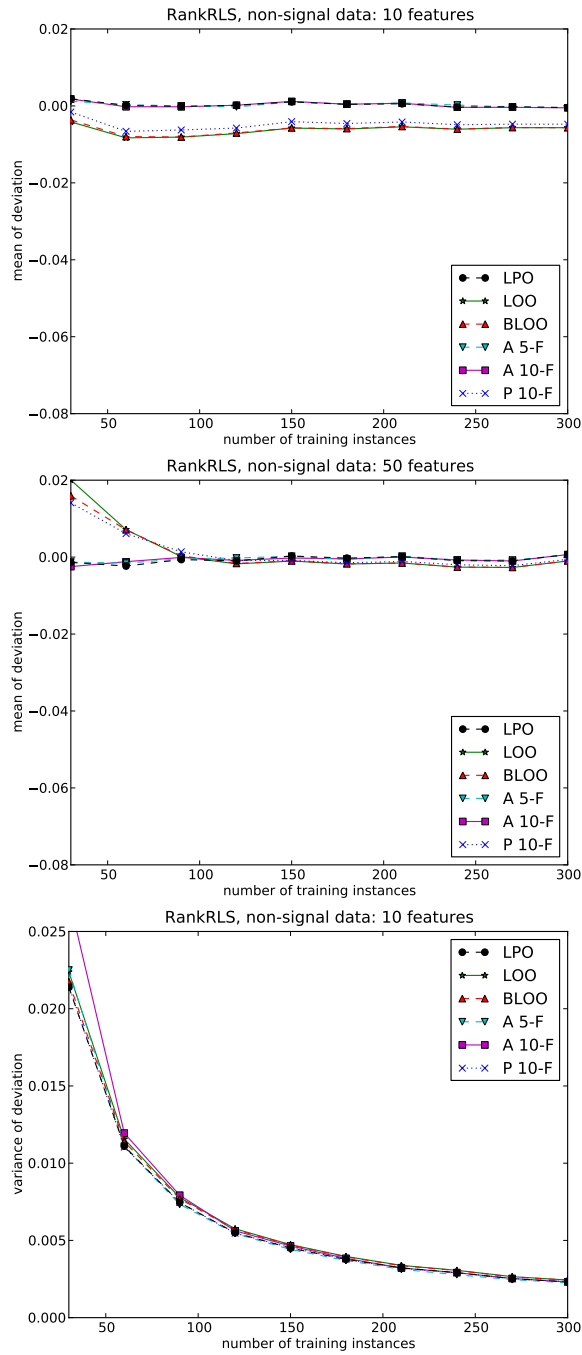 RankRLS, non-signal data: 10 features
0.02
0.00
−0.02
−0.04
−0.06
−0.08
mean of deviation
LPO
LOO
BLOO
A 5-F
A 10-F
P 10-F
50 100 150 200 250 300
number of training instances
RankRLS, non-signal data: 50 features
0.02
0.00
−0.02
−0.04
−0.06
−0.08
mean of deviation
LPO
LOO
BLOO
A 5-F
A 10-F
P 10-F
50 100 150 200 250 300
number of training instances
RankRLS, non-signal data: 10 features
0.025
0.020
0.015
0.010
0.005
0.000
variance of deviation
LPO
LOO
BLOO
A 5-F
A 10-F
P 10-F
50 100 150 200 250 300
number of training instances